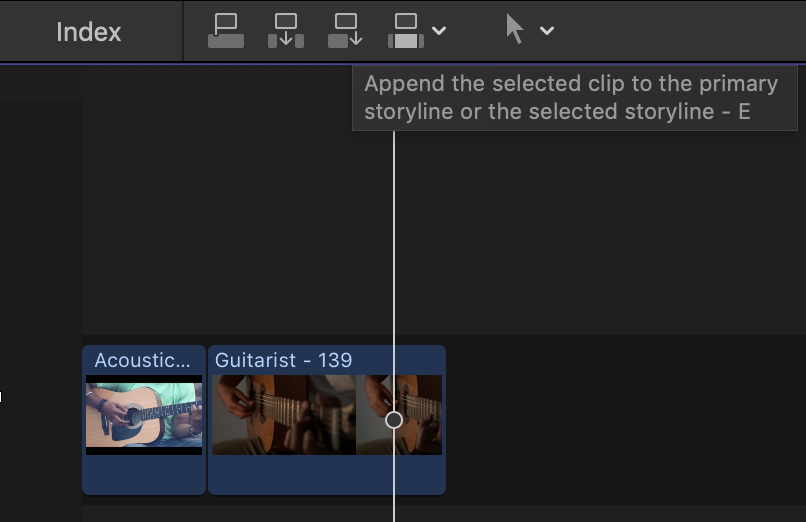 Index
Append the selected clip to the primary
storyline or the selected storyline - E
Acoustic...
Guitarist - 139